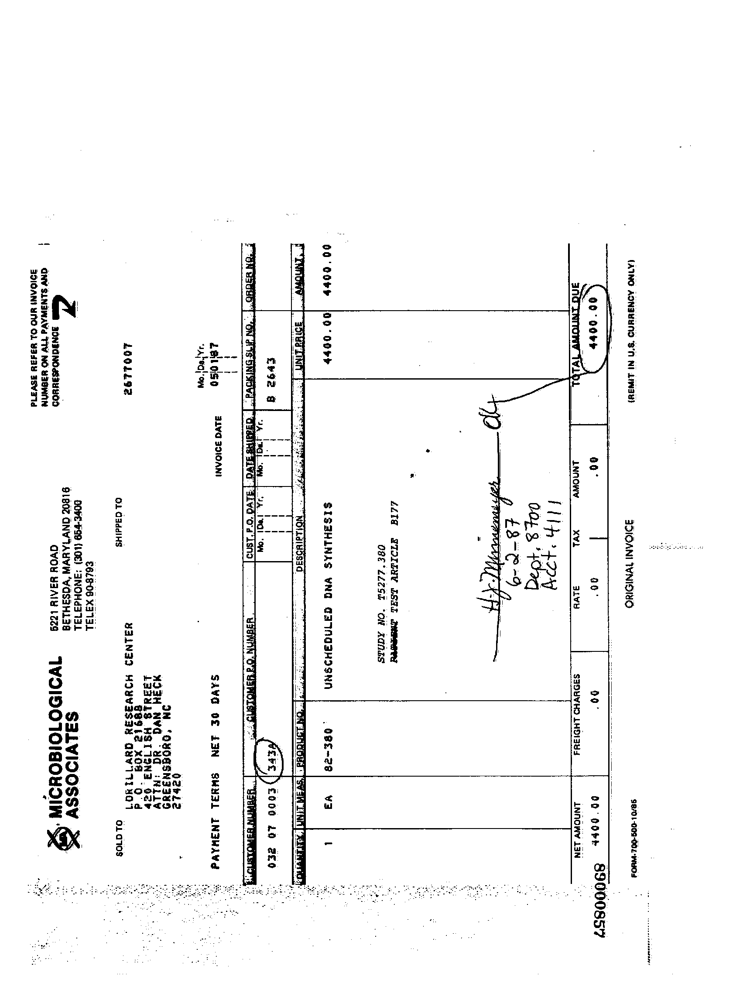 PLEASE REFER TO OUR INVOICE
NUMBER ON ALL PAYMENTS AND
CORRESPONDENCE
MICROBIOLOGICAL
ASSOCIATES
5221 RIVER ROAD
BETHESDA, MARYLAND 20816
TELEPHONE: (301) 654-3400
TELEX 90-8793
SOLD TO
LORILLARD RESEARCH CENTER
P.O. BOX 21688
420 ENGLISH STREET
ATTN: DR. DAN HECK
GREENSBORO, NC
27420
SHIPPED TO
2677007
PAYMENT TERMS NET 30 DAYS
INVOICE DATE
Mo. Da. Yr.
05 01 87
CUSTOMER NUMBER CUSTOMER P.O. NUMBER CUST. P.O. DATE DATE SHIPPED PACKING SLIP NO. ORDER NO.
Mo. Da. Yr. Mo. Da. Yr.
032 07 0003 343A B 2643
QUANTITY UNIT MEAS. PRODUCT NO. DESCRIPTION UNIT PRICE AMOUNT
1 EA 82-380 UNSCHEDULED DNA SYNTHESIS 4400.00 4400.00
STUDY NO. T5277.380
TEST ARTICLE B177
6-2-87
Dept. 8700
Acct. 4111
NET AMOUNT FREIGHT CHARGES RATE TAX AMOUNT TOTAL AMOUNT DUE
4400.00 .00 .00 .00 4400.00
89000857
FORM-700-500-10/85
ORIGINAL INVOICE
(REMIT IN U.S. CURRENCY ONLY)